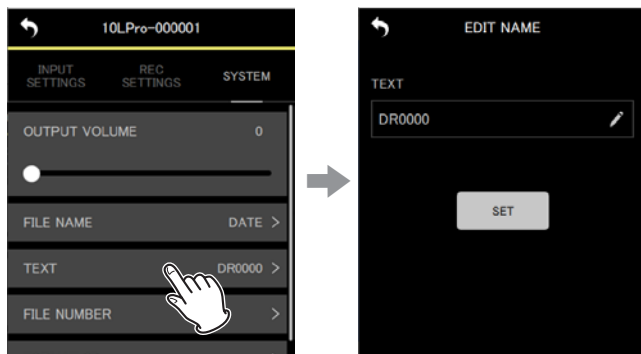 10LPro-000001
INPUT SETTINGS
REC SETTINGS
SYSTEM
OUTPUT VOLUME 0
FILE NAME DATE >
TEXT DR0000 >
FILE NUMBER >
EDIT NAME
TEXT
DR0000
SET